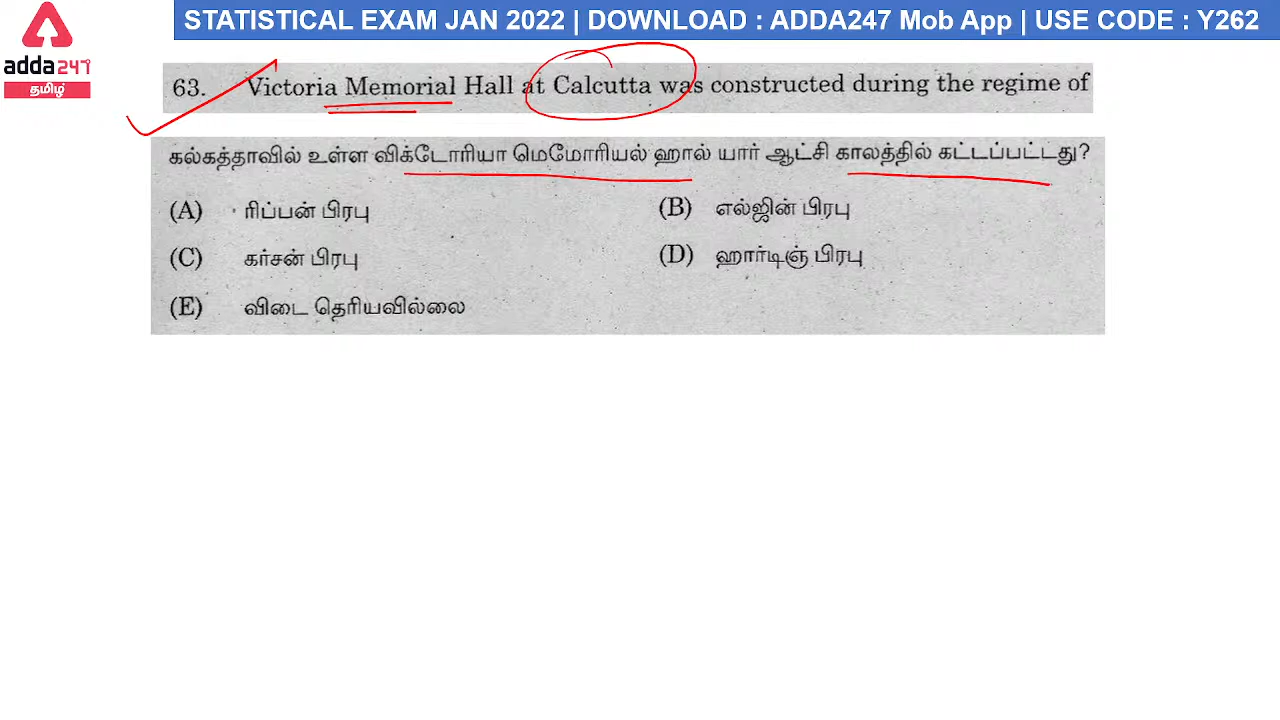 STATISTICAL EXAM JAN 2022 | DOWNLOAD : ADDA247 Mob App | USE CODE : Y262
adda247
தமிழ்
63. Victoria Memorial Hall at Calcutta was constructed during the regime of
கல்கத்தாவில் உள்ள விக்டோரியா மெமோரியல் ஹால் யார் ஆட்சி காலத்தில் கட்டப்பட்டது?
(A) ரிப்பன் பிரபு (B) எல்ஜின் பிரபு
(C) கர்சன் பிரபு (D) ஹார்டிஞ் பிரபு
(E) விடை தெரியவில்லை